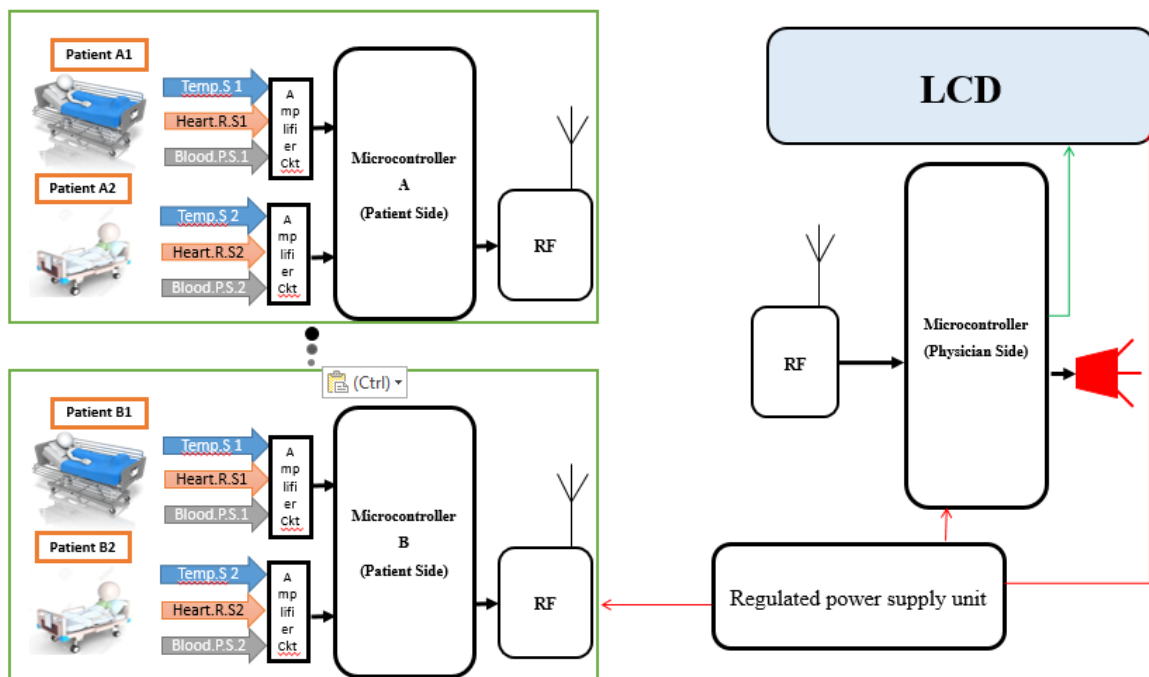 Patient A1
Temp.S 1
Heart.R.S1
Blood.P.S.1
A
mp
lifi
er
Ckt
Patient A2
Temp.S 2
Heart.R.S2
Blood.P.S.2
A
mp
lifi
er
Ckt
Microcontroller
A
(Patient Side)
RF
(Ctrl)
Patient B1
Temp.S 1
Heart.R.S1
Blood.P.S.1
A
mp
lifi
er
Ckt
Patient B2
Temp.S 2
Heart.R.S2
Blood.P.S.2
A
mp
lifi
er
Ckt
Microcontroller
B
(Patient Side)
RF
LCD
RF
Microcontroller
(Physician Side)
Regulated power supply unit